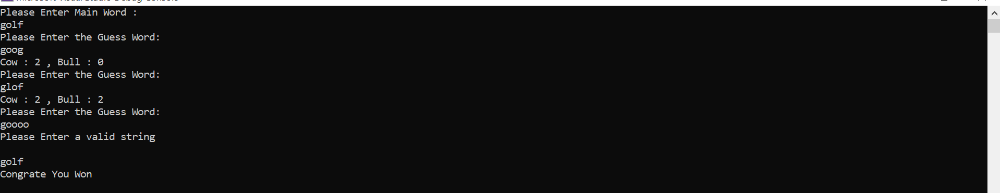 Please Enter Main Word :
golf
Please Enter the Guess Word:
goog
Cow : 2 , Bull : 0
Please Enter the Guess Word:
glof
Cow : 2 , Bull : 2
Please Enter the Guess Word:
goooo
Please Enter a valid string
golf
Congrate You Won